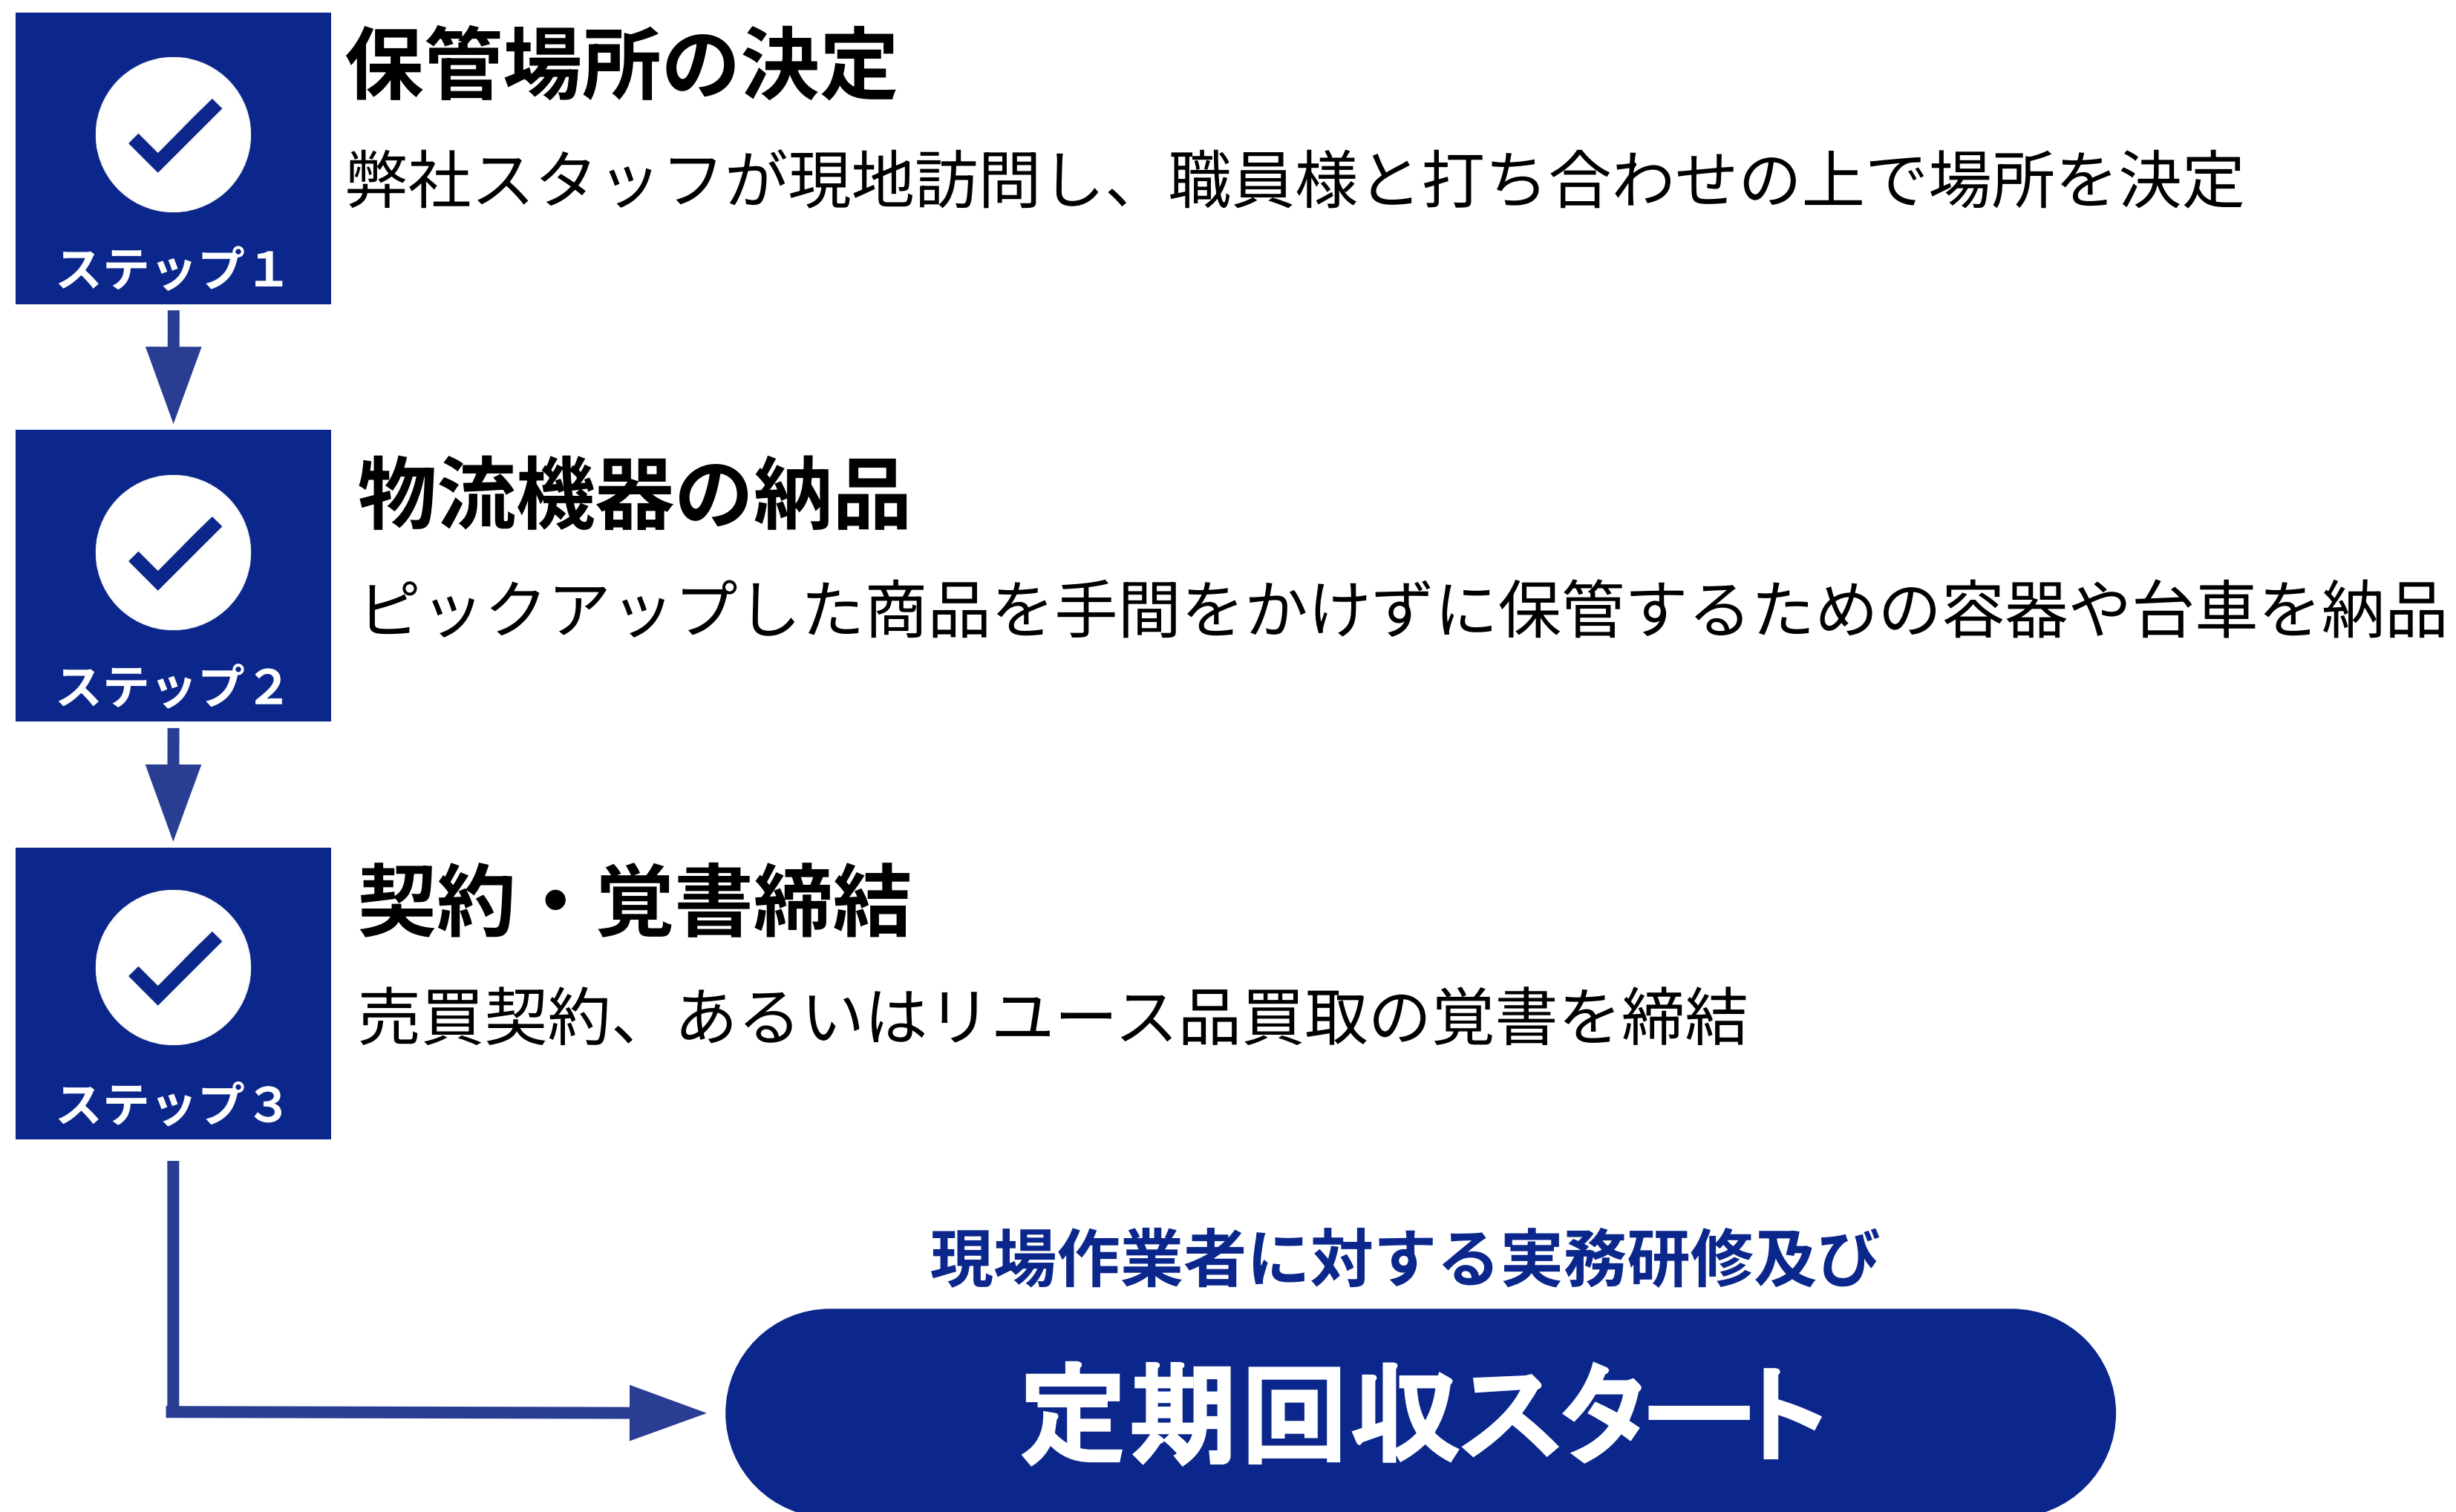 保管場所の決定
弊社スタッフが現地訪問し、職員様と打ち合わせの上で場所を決定
ステップ1
物流機器の納品
ピックアップした商品を手間をかけずに保管するための容器や台車を納品
ステップ2
契約・覚書締結
売買契約、あるいはリユース品買取の覚書を締結
ステップ3
現場作業者に対する実務研修及び
定期回収スタート